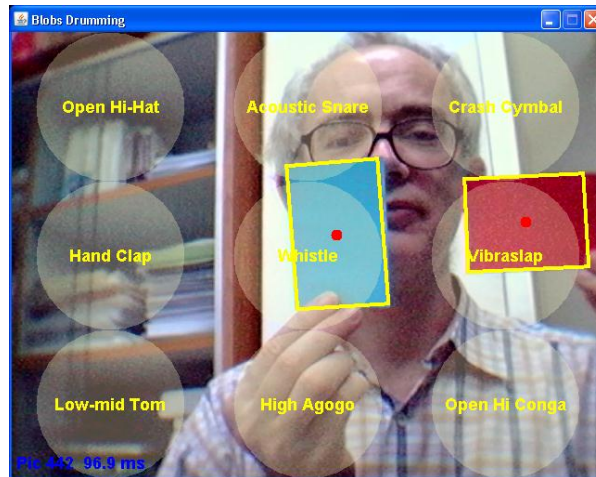 Blobs Drumming
Open Hi-Hat
Acoustic Snare
Crash Cymbal
Hand Clap
Whistle
Vibraslap
Low-mid Tom
High Agogo
Open Hi Conga
Pic 442 96.9 ms